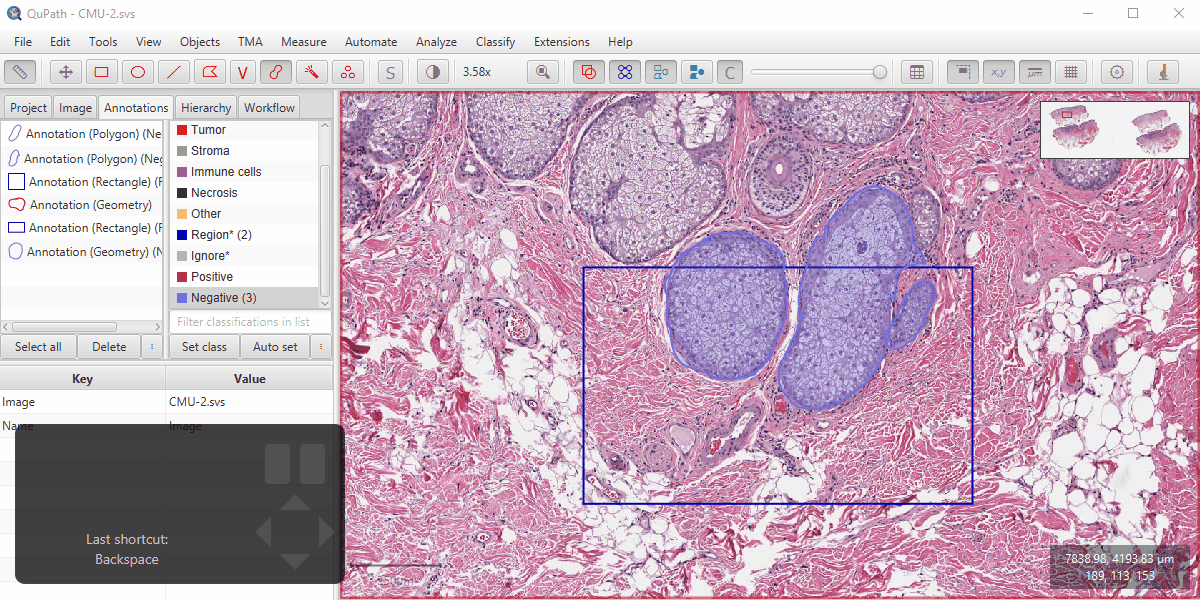 QuPath - CMU-2.svs
File Edit Tools View Objects TMA Measure Automate Analyze Classify Extensions Help
V S 3.58x C x,y μm
Project Image Annotations Hierarchy Workflow
Annotation (Polygon) (Ne
Annotation (Polygon) (Neg
Annotation (Rectangle) (F
Annotation (Geometry)
Annotation (Rectangle) (F
Annotation (Geometry) (N
Tumor
Stroma
Immune cells
Necrosis
Other
Region* (2)
Ignore*
Positive
Negative (3)
Filter classifications in list
Select all Delete Set class Auto set
Key Value
Image CMU-2.svs
Name Image
Last shortcut:
Backspace
7838.98, 4193.83 μm
189, 113, 153